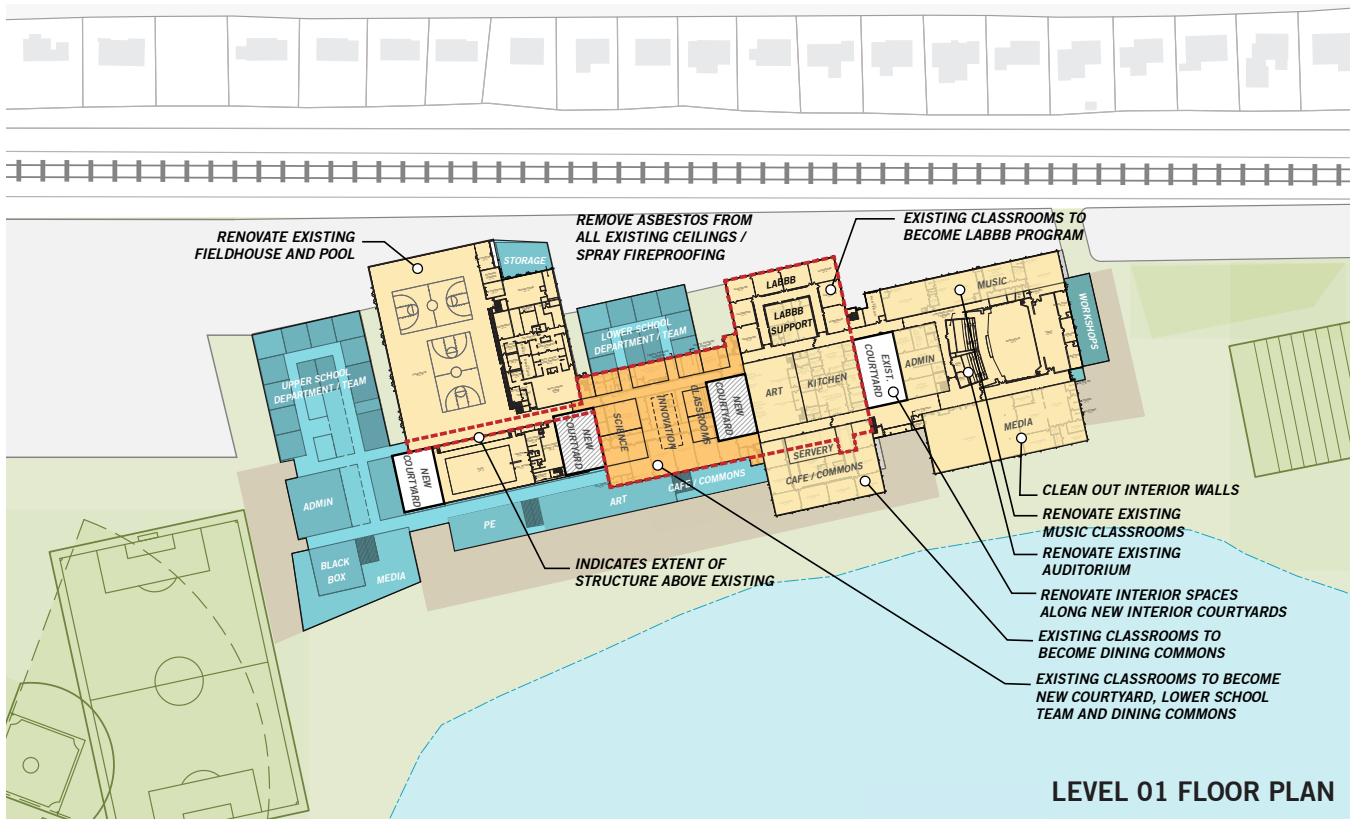 REMOVE ASBESTOS FROM
ALL EXISTING CEILINGS /
SPRAY FIREPROOFING
EXISTING CLASSROOMS TO
BECOME LABBB PROGRAM
RENOVATE EXISTING
FIELDHOUSE AND POOL
STORAGE
LABBB
LABBB
SUPPORT
MUSIC
WORKSHOPS
LOWER SCHOOL
DEPARTMENT / TEAM
UPPER SCHOOL
DEPARTMENT / TEAM
EXIST.
COURTYARD
ADMIN
ART
KITCHEN
NEW
COURTYARD
CLASSROOMS
INNOVATION
SCIENCE
NEW
COURTYARD
NEW
COURTYARD
MEDIA
SERVERY
CAFE / COMMONS
CAFE / COMMONS
ART
PE
ADMIN
BLACK
BOX
MEDIA
INDICATES EXTENT OF
STRUCTURE ABOVE EXISTING
CLEAN OUT INTERIOR WALLS
RENOVATE EXISTING
MUSIC CLASSROOMS
RENOVATE EXISTING
AUDITORIUM
RENOVATE INTERIOR SPACES
ALONG NEW INTERIOR COURTYARDS
EXISTING CLASSROOMS TO
BECOME DINING COMMONS
EXISTING CLASSROOMS TO BECOME
NEW COURTYARD, LOWER SCHOOL
TEAM AND DINING COMMONS
LEVEL 01 FLOOR PLAN